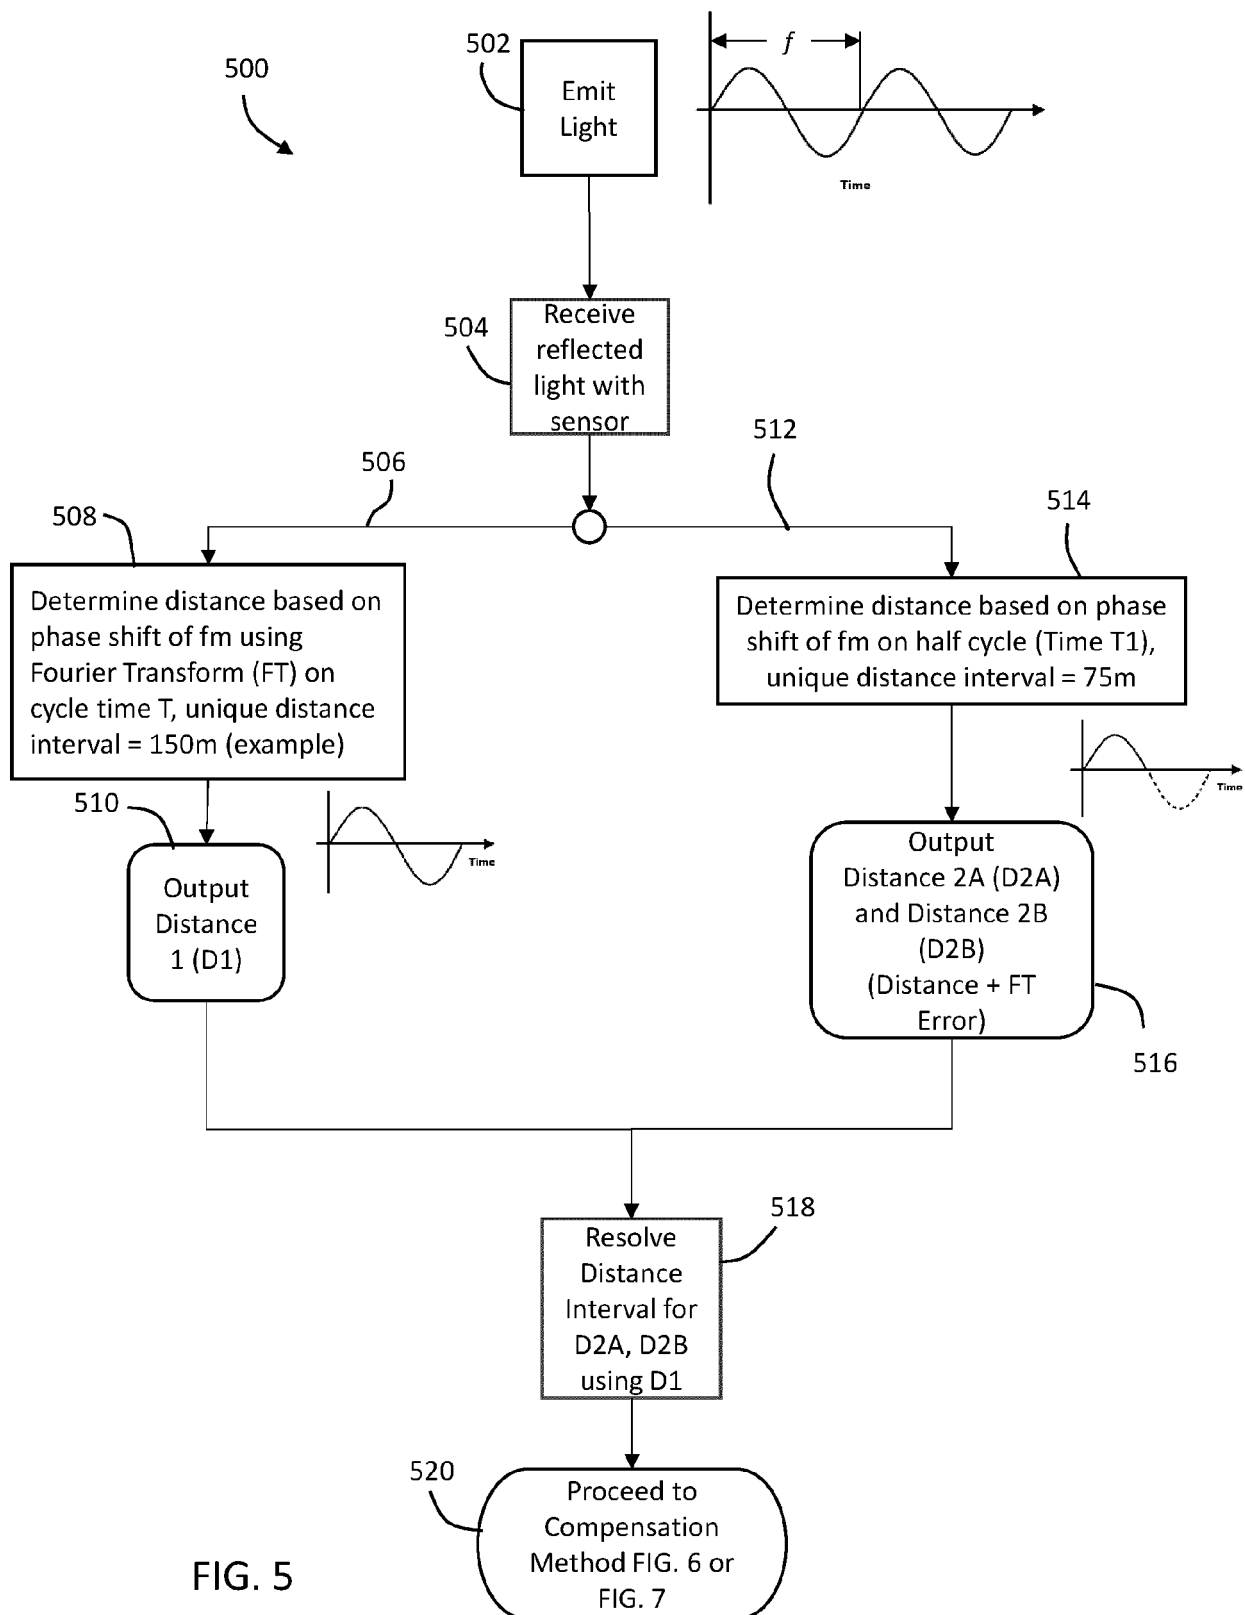 502
f
500
Emit
Light
Time
504
Receive
reflected
light with
sensor
506
512
508
514
Determine distance based on
phase shift of fm using
Fourier Transform (FT) on
cycle time T, unique distance
interval = 150m (example)
Determine distance based on phase
shift of fm on half cycle (Time T1),
unique distance interval = 75m
510
Time
Time
Output
Distance
1 (D1)
Output
Distance 2A (D2A)
and Distance 2B
(D2B)
(Distance + FT
Error)
516
518
Resolve
Distance
Interval for
D2A, D2B
using D1
520
Proceed to
Compensation
Method FIG. 6 or
FIG. 7
FIG. 5